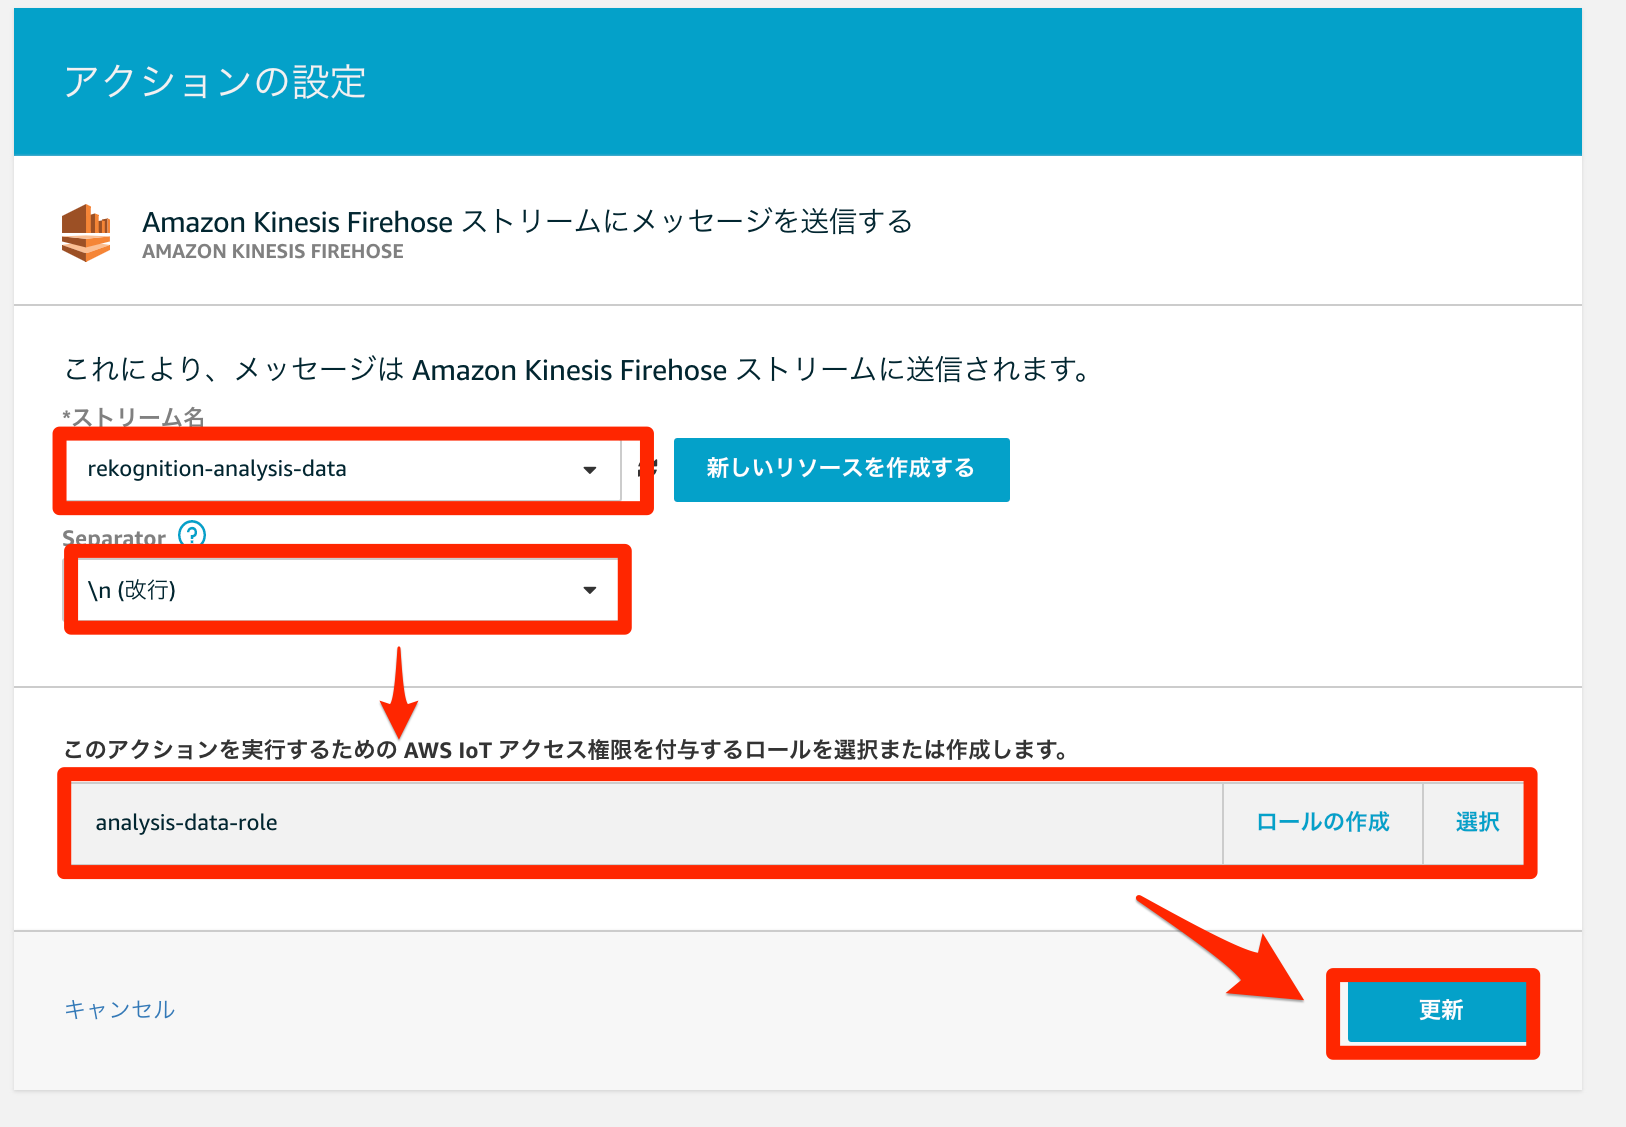 アクションの設定
Amazon Kinesis Firehose ストリームにメッセージを送信する
AMAZON KINESIS FIREHOSE
これにより、メッセージは Amazon Kinesis Firehose ストリームに送信されます。
*ストリーム名
rekognition-analysis-data
新しいリソースを作成する
Separator ?
\n (改行)
このアクションを実行するための AWS IoT アクセス権限を付与するロールを選択または作成します。
analysis-data-role
ロールの作成
選択
キャンセル
更新